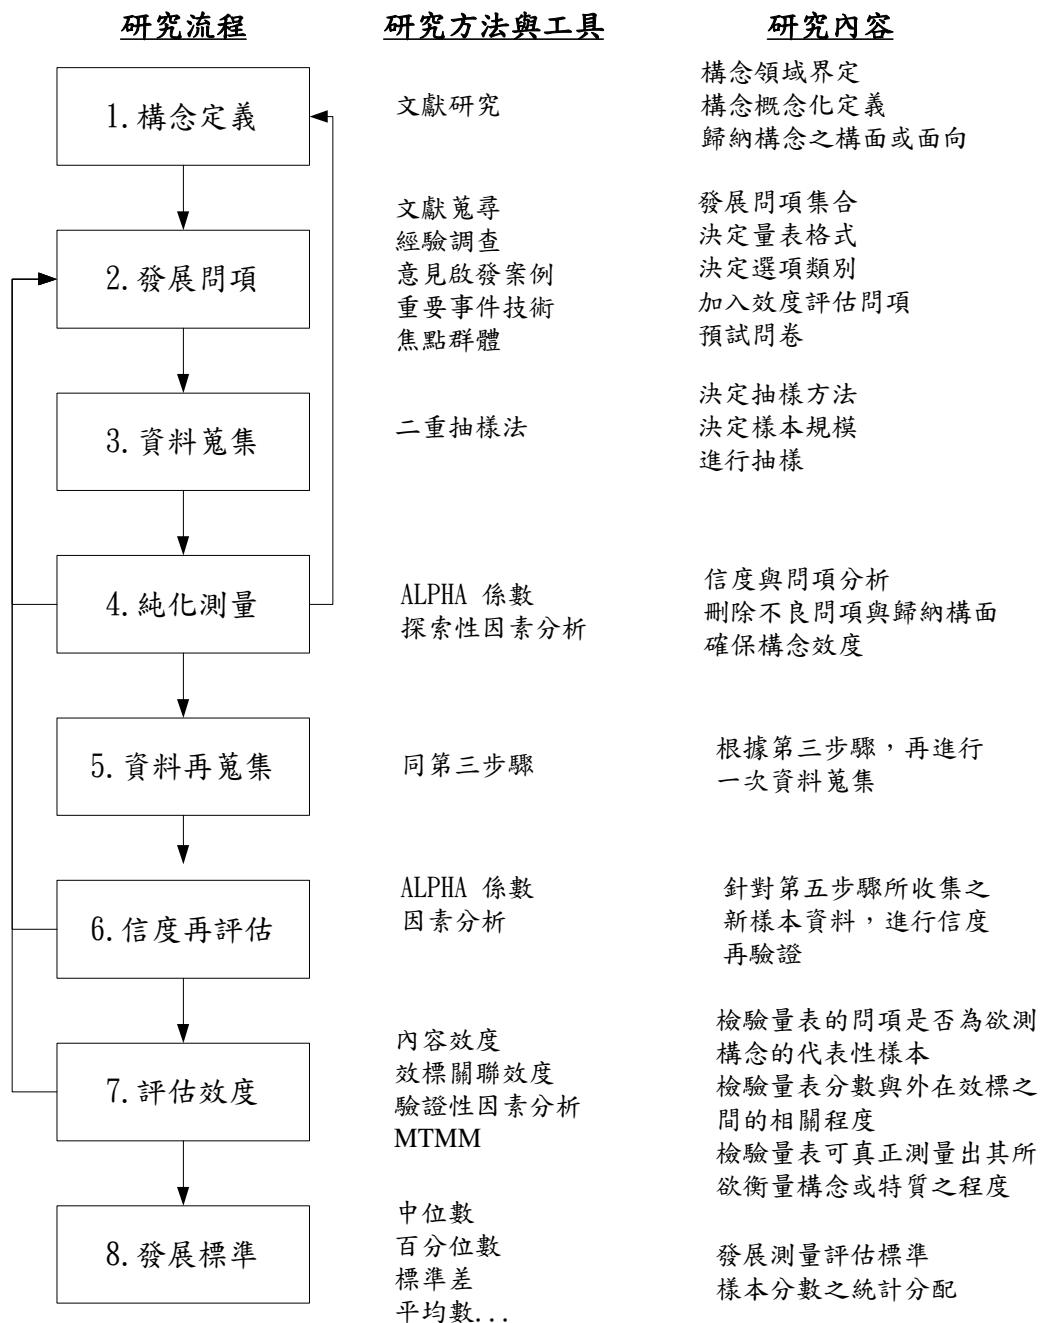 研究流程
研究方法與工具
研究內容
1.構念定義
文獻研究
構念領域界定
構念概念化定義
歸納構念之構面或面向
2.發展問項
文獻蒐尋
經驗調查
意見啟發案例
重要事件技術
焦點群體
發展問項集合
決定量表格式
決定選項類別
加入效度評估問項
預試問卷
3.資料蒐集
二重抽樣法
決定抽樣方法
決定樣本規模
進行抽樣
4.純化測量
ALPHA 係數
探索性因素分析
信度與問項分析
刪除不良問項與歸納構面
確保構念效度
5.資料再蒐集
同第三步驟
根據第三步驟，再進行
一次資料蒐集
6.信度再評估
ALPHA 係數
因素分析
針對第五步驟所收集之
新樣本資料，進行信度
再驗證
7.評估效度
內容效度
效標關聯效度
驗證性因素分析
MTMM
檢驗量表的問項是否為欲測
構念的代表性樣本
檢驗量表分數與外在效標之
間的相關程度
檢驗量表可真正測量出其所
欲衡量構念或特質之程度
8.發展標準
中位數
百分位數
標準差
平均數...
發展測量評估標準
樣本分數之統計分配